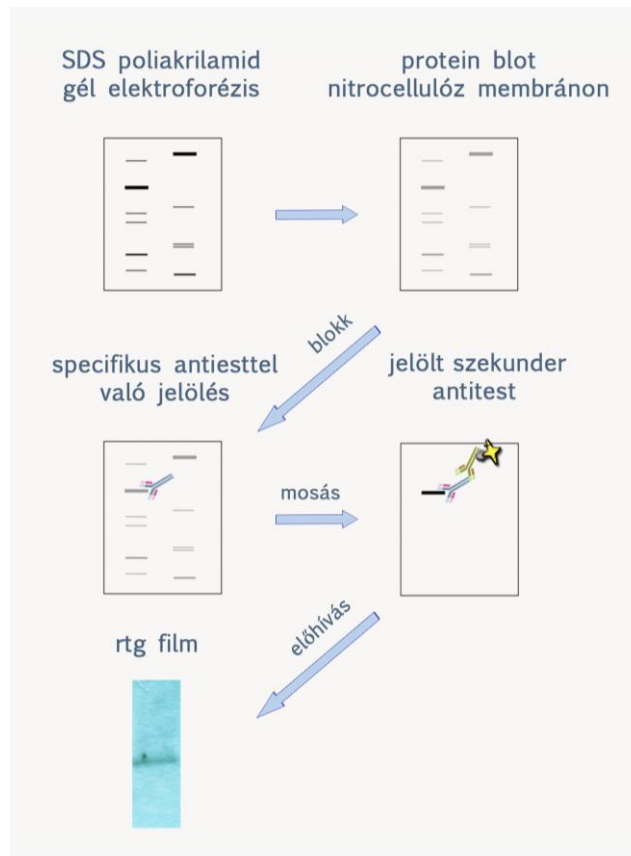 SDS poliakrilamid
gél elektroforézis
protein blot
nitrocellulóz membránon
blokk
specifikus antiesttel
való jelölés
jelölt szekunder
antitest
mosás
előhívás
rtg film